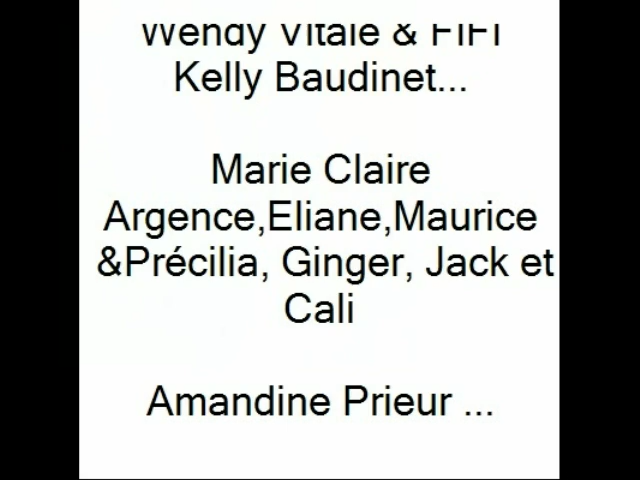 Wendy Vitale & FIFI
Kelly Baudinet...
Marie Claire
Argence,Eliane,Maurice
&Précilia, Ginger, Jack et
Cali
Amandine Prieur ...